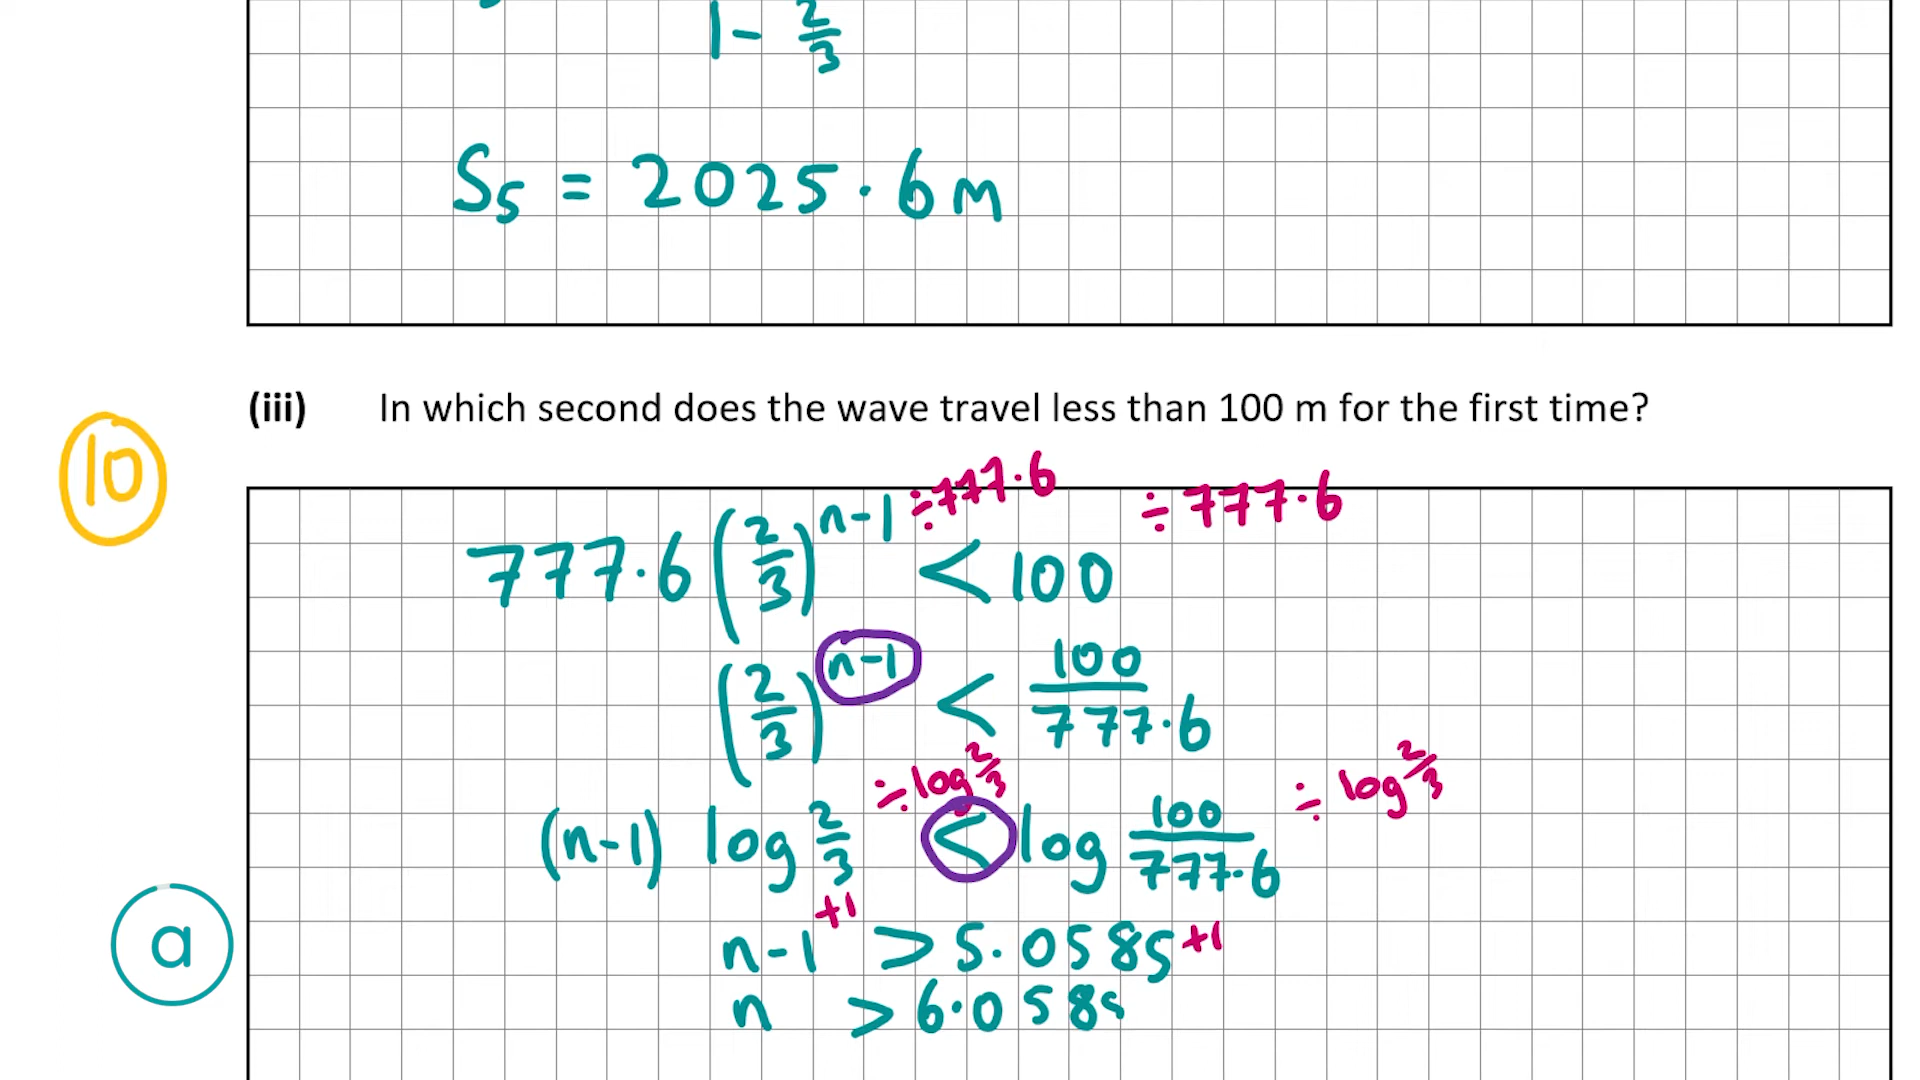 1 - 2/3
S5 = 2025.6m
(iii) In which second does the wave travel less than 100 m for the first time?
10
÷777.6 ÷777.6
777.6(2/3)^n-1 < 100
(2/3)^n-1 < 100/777.6
÷log 2/3 ÷ log 2/3
(n-1) log 2/3 < log 100/777.6
+1
n-1 > 5.0585 +1
a
n > 6.0585